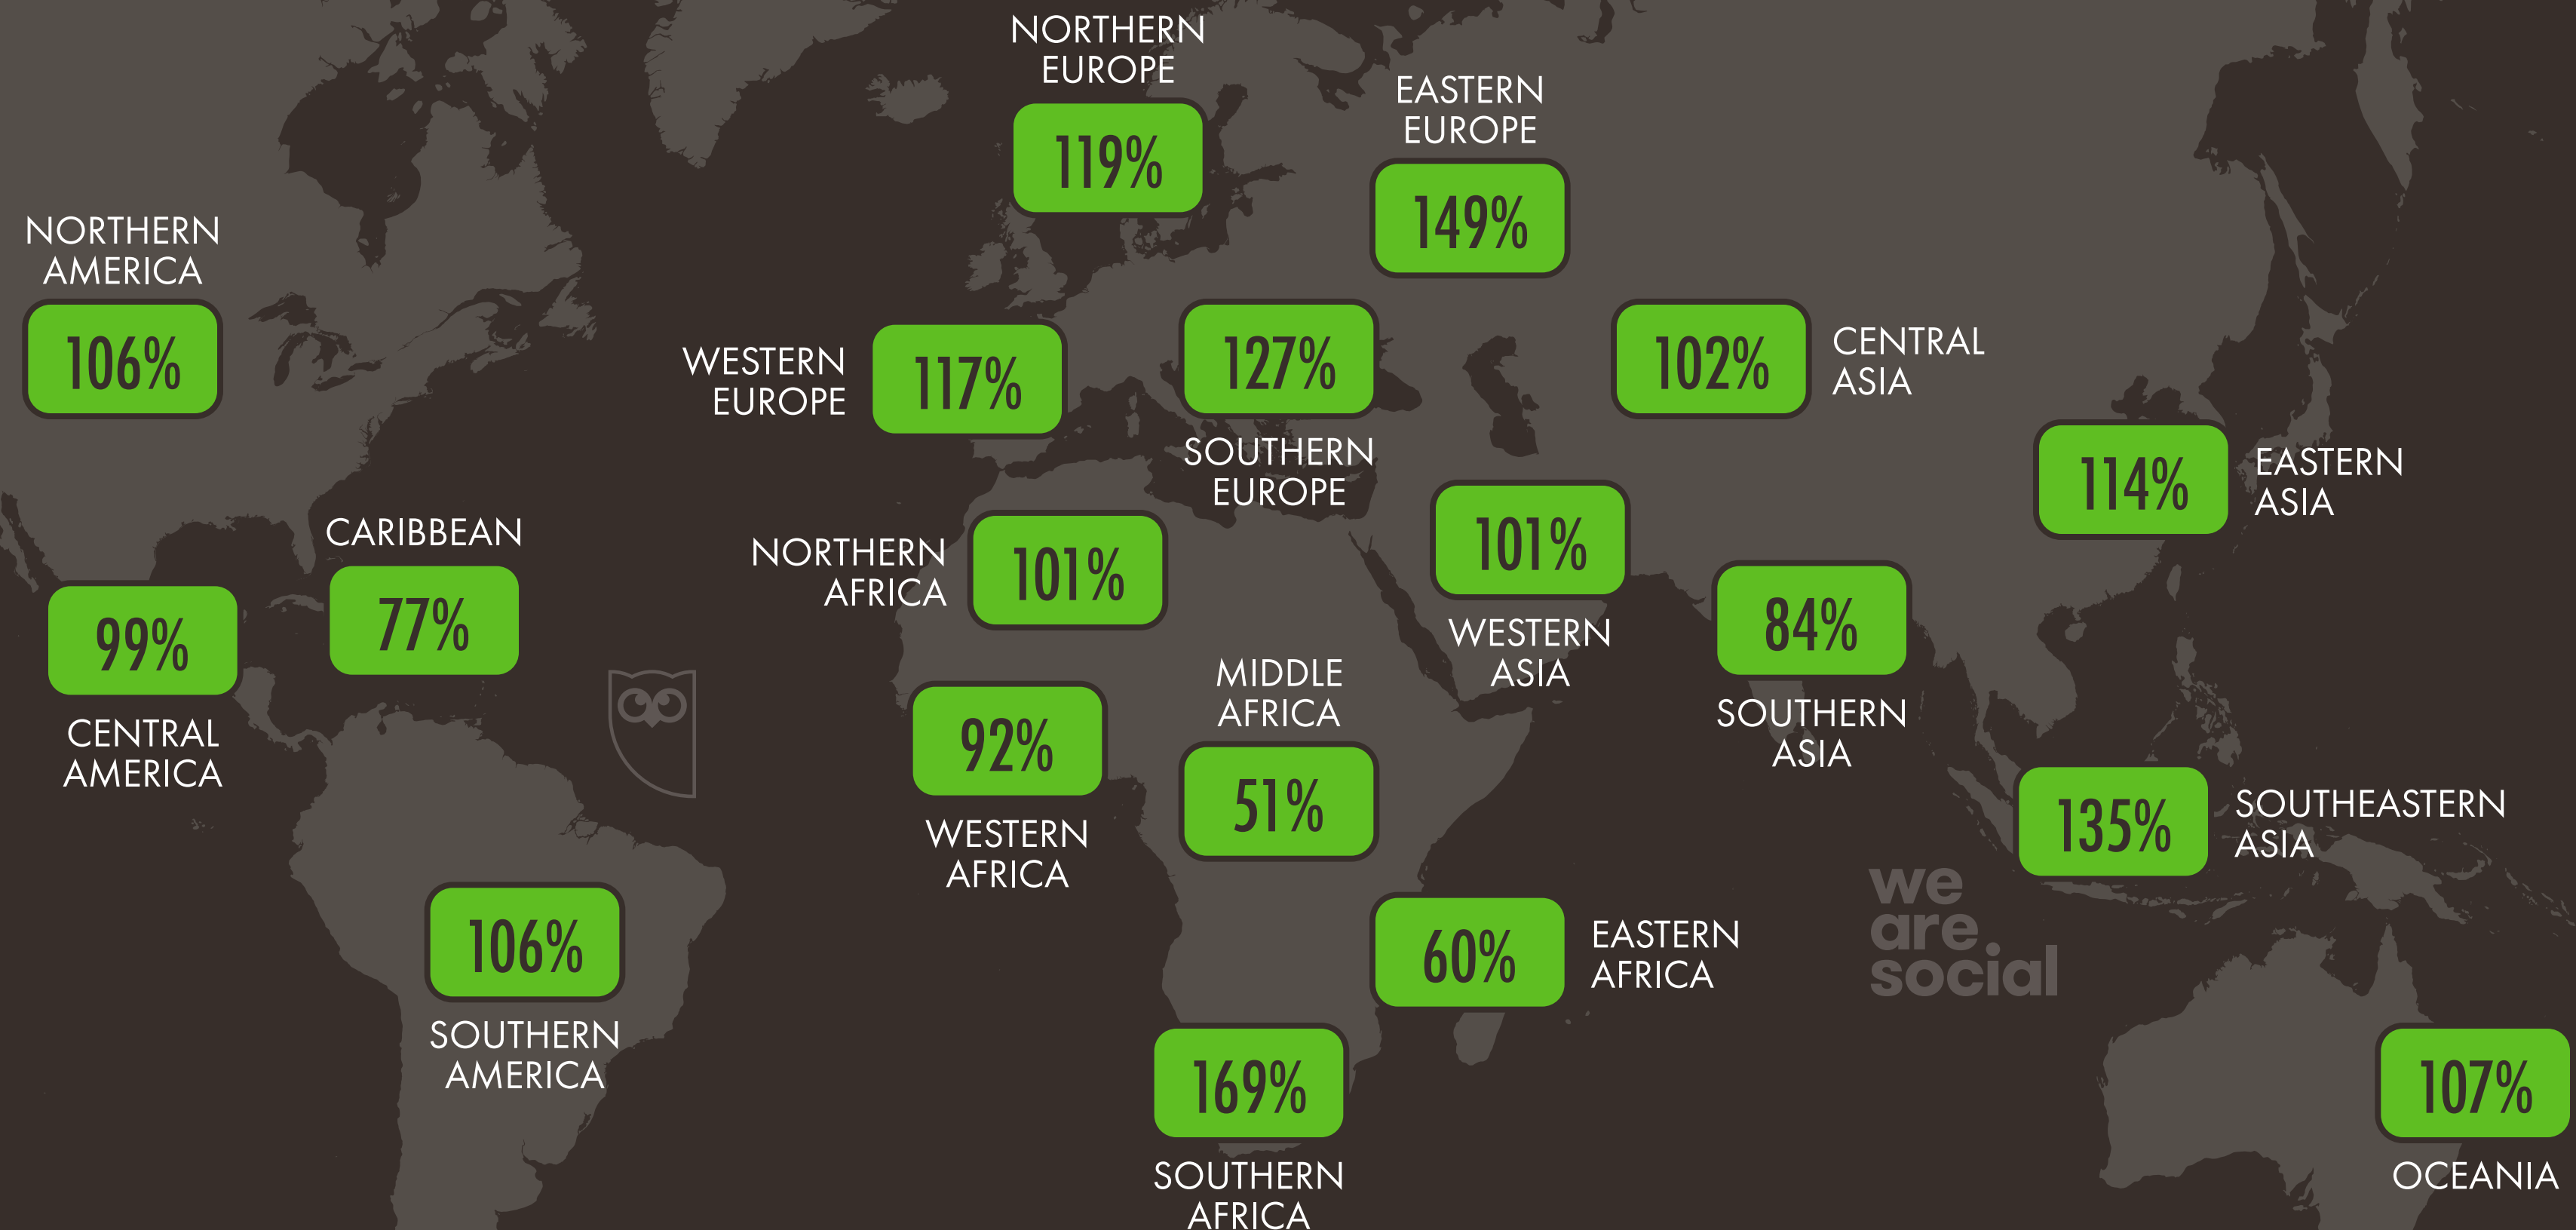 NORTHERN
EUROPE
119%
EASTERN
EUROPE
149%
NORTHERN
AMERICA
106%
WESTERN
EUROPE
117%
127%
SOUTHERN
EUROPE
102%
CENTRAL
ASIA
114%
EASTERN
ASIA
CARIBBEAN
77%
99%
CENTRAL
AMERICA
NORTHERN
AFRICA
101%
101%
WESTERN
ASIA
84%
SOUTHERN
ASIA
92%
WESTERN
AFRICA
MIDDLE
AFRICA
51%
135%
SOUTHEASTERN
ASIA
106%
SOUTHERN
AMERICA
60%
EASTERN
AFRICA
we
are
social
169%
SOUTHERN
AFRICA
107%
OCEANIA